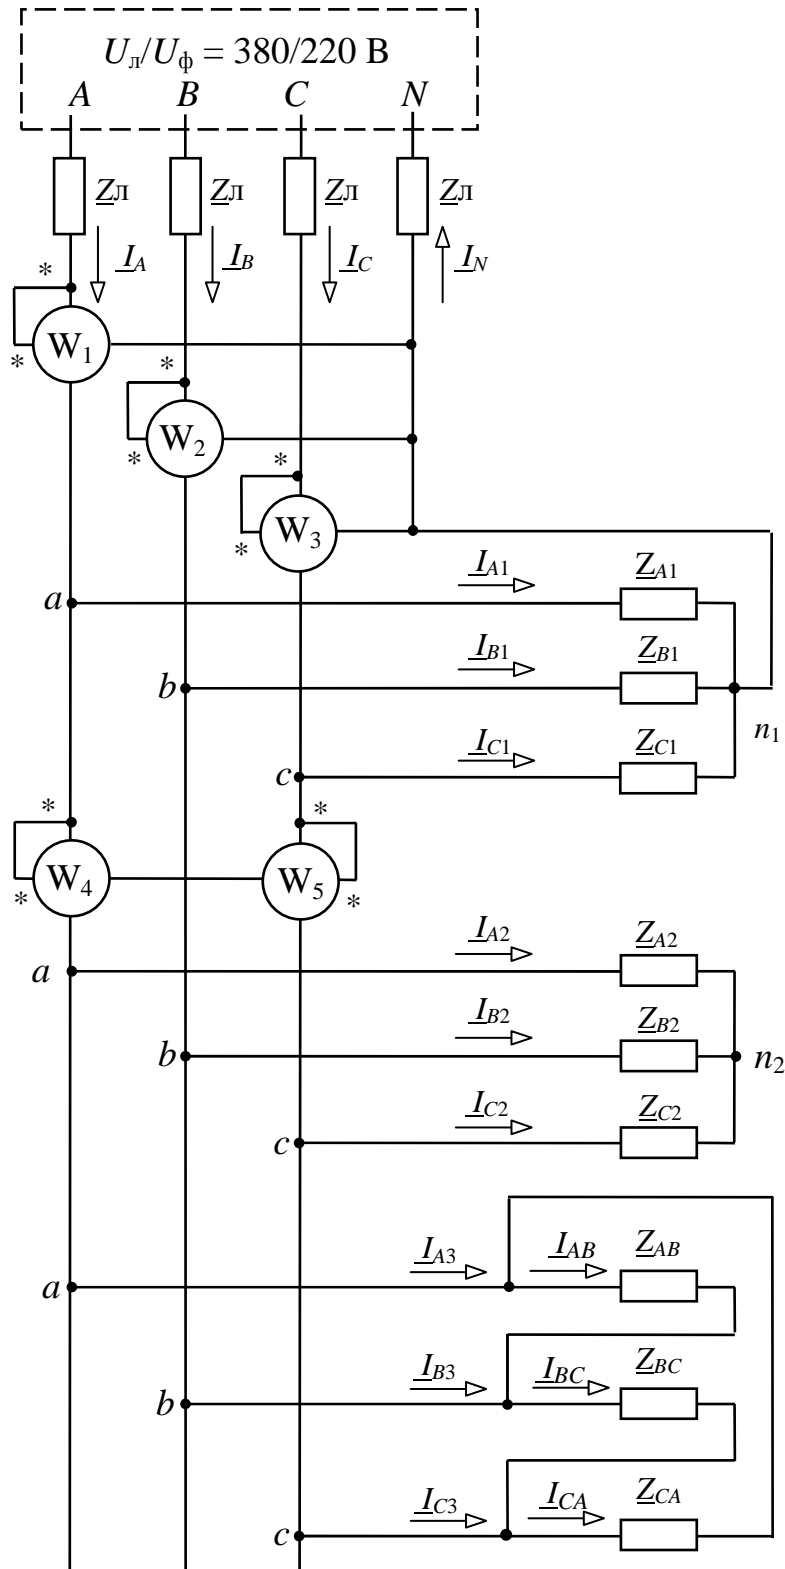 Uл/Uф = 380/220 В
A B C N
Zл Zл Zл Zл
IA IB IC IN
*
* W1
*
* W2
*
* W3
IA1 ZA1
a
IB1 ZB1
b
n1
IC1 ZC1
c
* *
* W4 W5 *
IA2 ZA2
a
IB2 ZB2
b n2
IC2 ZC2
c
IA3 IAB ZAB
a
IB3 IBC ZBC
b
IC3 ICA ZCA
c